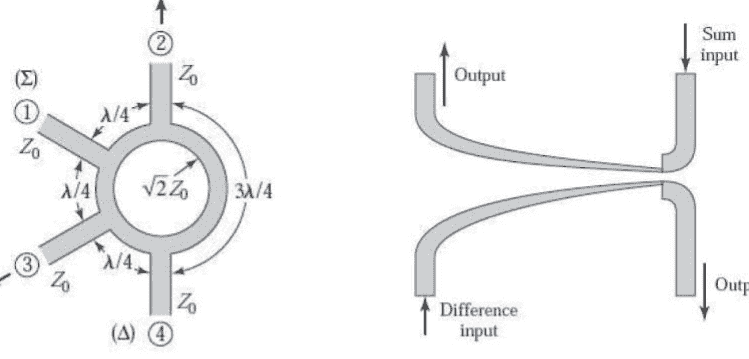 ②
Z₀
(Σ)
①
Z₀
λ/4
λ/4
√2 Z₀
3λ/4
③
Z₀
λ/4
Z₀
(Δ) ④
Output
Sum
input
Difference
input
Outp